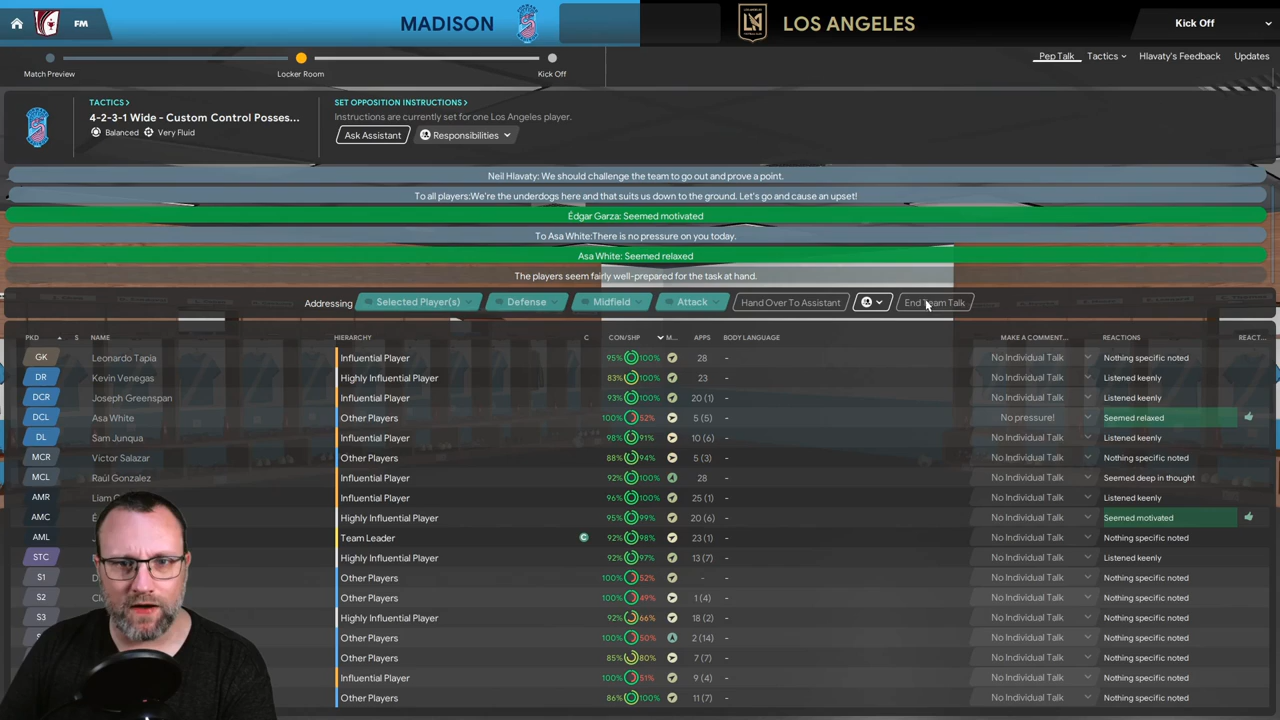 FM
MADISON
LOS ANGELES
Kick Off
Match Preview
Locker Room
Kick Off
Pep Talk
Tactics
Hlavaty's Feedback
Updates
TACTICS >
4-2-3-1 Wide - Custom Control Posses...
Balanced
Very Fluid
SET OPPOSITION INSTRUCTIONS >
Instructions are currently set for one Los Angeles player.
Ask Assistant
Responsibilities
Neil Hlavaty: We should challenge the team to go out and prove a point.
To all players:We're the underdogs here and that suits us down to the ground. Let's go and cause an upset!
Édgar Garza: Seemed motivated
To Asa White:There is no pressure on you today.
Asa White: Seemed relaxed
The players seem fairly well-prepared for the task at hand.
Addressing
Selected Player(s)
Defense
Midfield
Attack
Hand Over To Assistant
End Team Talk
PKD S NAME HIERARCHY C CON/SHP M... APPS BODY LANGUAGE MAKE A COMMENT... REACTIONS REACT...
GK Leonardo Tapia Influential Player 95% 100% 28 - No Individual Talk Nothing specific noted
DR Kevin Venegas Highly Influential Player 83% 100% 23 - No Individual Talk Listened keenly
DCR Joseph Greenspan Influential Player 93% 100% 20 (1) - No Individual Talk Listened keenly
DCL Asa White Other Players 100% 52% 5 (5) - No pressure! Seemed relaxed
DL Sam Junqua Influential Player 98% 91% 10 (6) - No Individual Talk Listened keenly
MCR Víctor Salazar Other Players 88% 94% 5 (3) - No Individual Talk Nothing specific noted
MCL Raúl Gonzalez Influential Player 92% 100% 28 - No Individual Talk Seemed deep in thought
AMR Liam Influential Player 96% 100% 25 (1) - No Individual Talk Listened keenly
AMC Highly Influential Player 95% 99% 20 (6) - No Individual Talk Seemed motivated
AML Team Leader C 92% 98% 23 (1) - No Individual Talk Nothing specific noted
STC Highly Influential Player 92% 97% 13 (7) - No Individual Talk Listened keenly
S1 Other Players 100% 52% - - No Individual Talk Nothing specific noted
S2 Other Players 100% 49% 1 (4) - No Individual Talk Nothing specific noted
S3 Highly Influential Player 92% 66% 18 (2) - No Individual Talk Nothing specific noted
Other Players 100% 50% 2 (14) - No Individual Talk Nothing specific noted
Other Players 85% 80% 7 (7) - No Individual Talk Nothing specific noted
Influential Player 100% 51% 9 (4) - No Individual Talk Nothing specific noted
Other Players 86% 100% 11 (7) - No Individual Talk Nothing specific noted